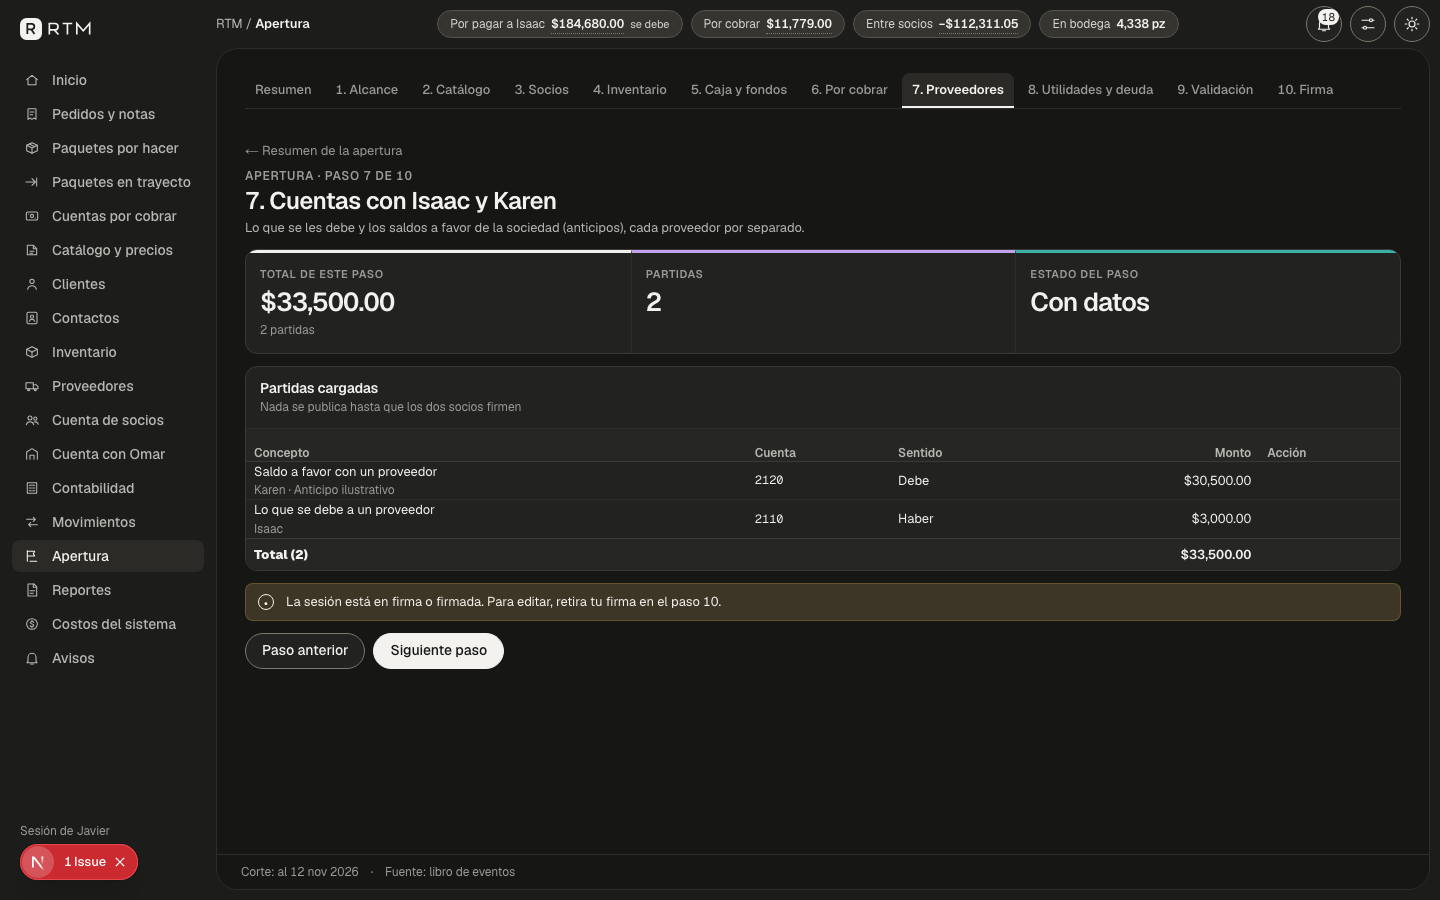 R RTM
RTM / Apertura
Por pagar a Isaac $184,680.00 se debe
Por cobrar $11,779.00
Entre socios −$112,311.05
En bodega 4,338 pz
18
Inicio
Pedidos y notas
Paquetes por hacer
Paquetes en trayecto
Cuentas por cobrar
Catálogo y precios
Clientes
Contactos
Inventario
Proveedores
Cuenta de socios
Cuenta con Omar
Contabilidad
Movimientos
Apertura
Reportes
Costos del sistema
Avisos
Sesión de Javier
N 1 Issue
Resumen
1. Alcance
2. Catálogo
3. Socios
4. Inventario
5. Caja y fondos
6. Por cobrar
7. Proveedores
8. Utilidades y deuda
9. Validación
10. Firma
← Resumen de la apertura
APERTURA · PASO 7 DE 10
7. Cuentas con Isaac y Karen
Lo que se les debe y los saldos a favor de la sociedad (anticipos), cada proveedor por separado.
TOTAL DE ESTE PASO
$33,500.00
2 partidas
PARTIDAS
2
ESTADO DEL PASO
Con datos
Partidas cargadas
Nada se publica hasta que los dos socios firmen
Concepto Cuenta Sentido Monto Acción
Saldo a favor con un proveedor 2120 Debe $30,500.00
Karen · Anticipo ilustrativo
Lo que se debe a un proveedor 2110 Haber $3,000.00
Isaac
Total (2) $33,500.00
La sesión está en firma o firmada. Para editar, retira tu firma en el paso 10.
Paso anterior
Siguiente paso
Corte: al 12 nov 2026 · Fuente: libro de eventos